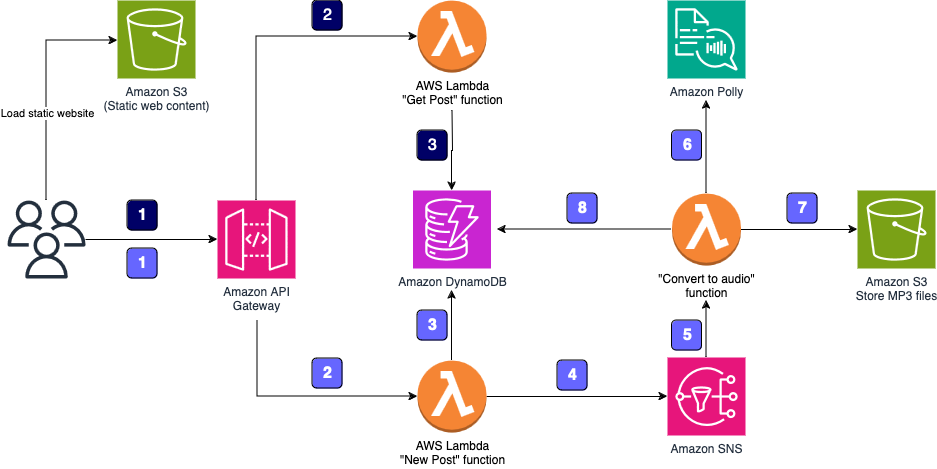 2
Amazon S3
(Static web content)
AWS Lambda
"Get Post" function
Amazon Polly
Load static website
3
6
1
8
7
</>
1
Amazon API
Gateway
Amazon DynamoDB
"Convert to audio"
function
Amazon S3
Store MP3 files
3
5
2
4
AWS Lambda
"New Post" function
Amazon SNS